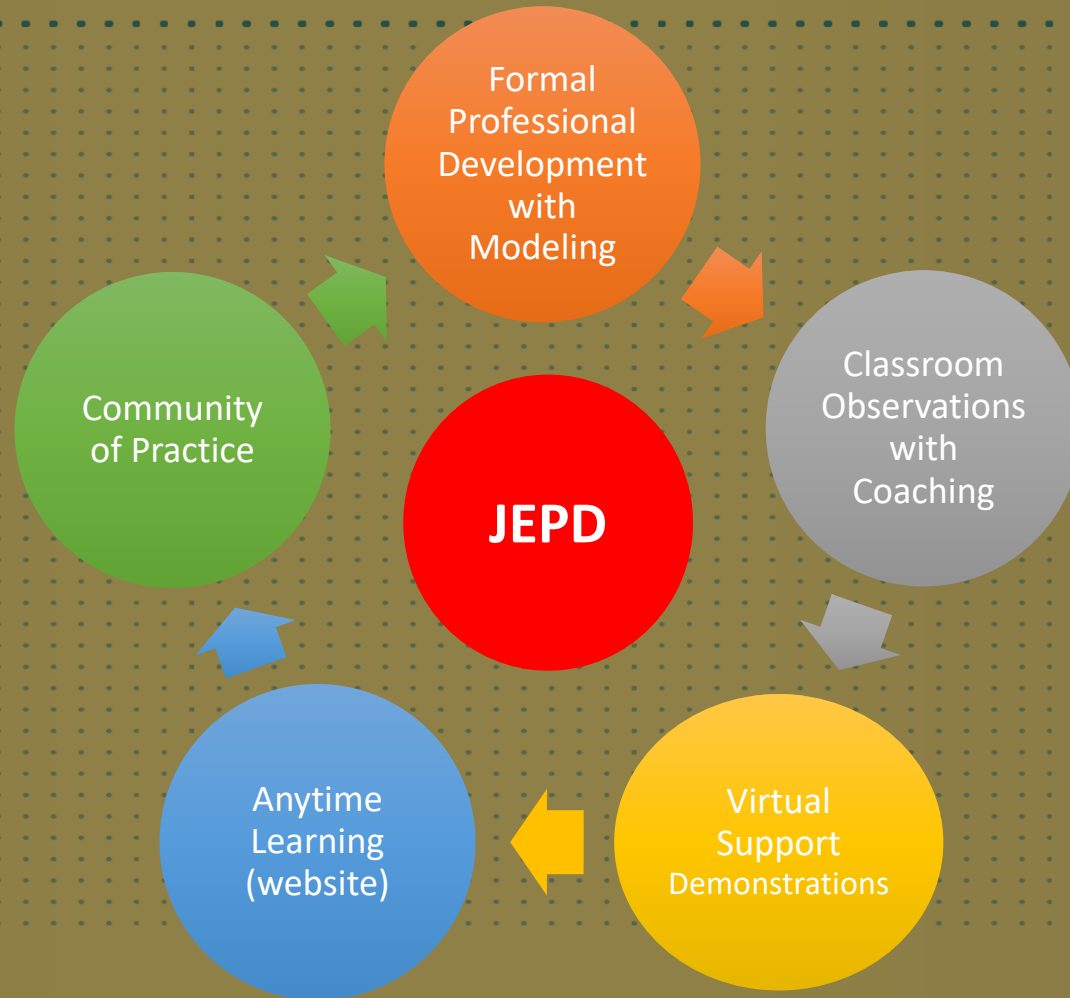 Formal
Professional
Development
with
Modeling
Classroom
Observations
with
Coaching
Virtual
Support
Demonstrations
Anytime
Learning
(website)
Community
of Practice
JEPD